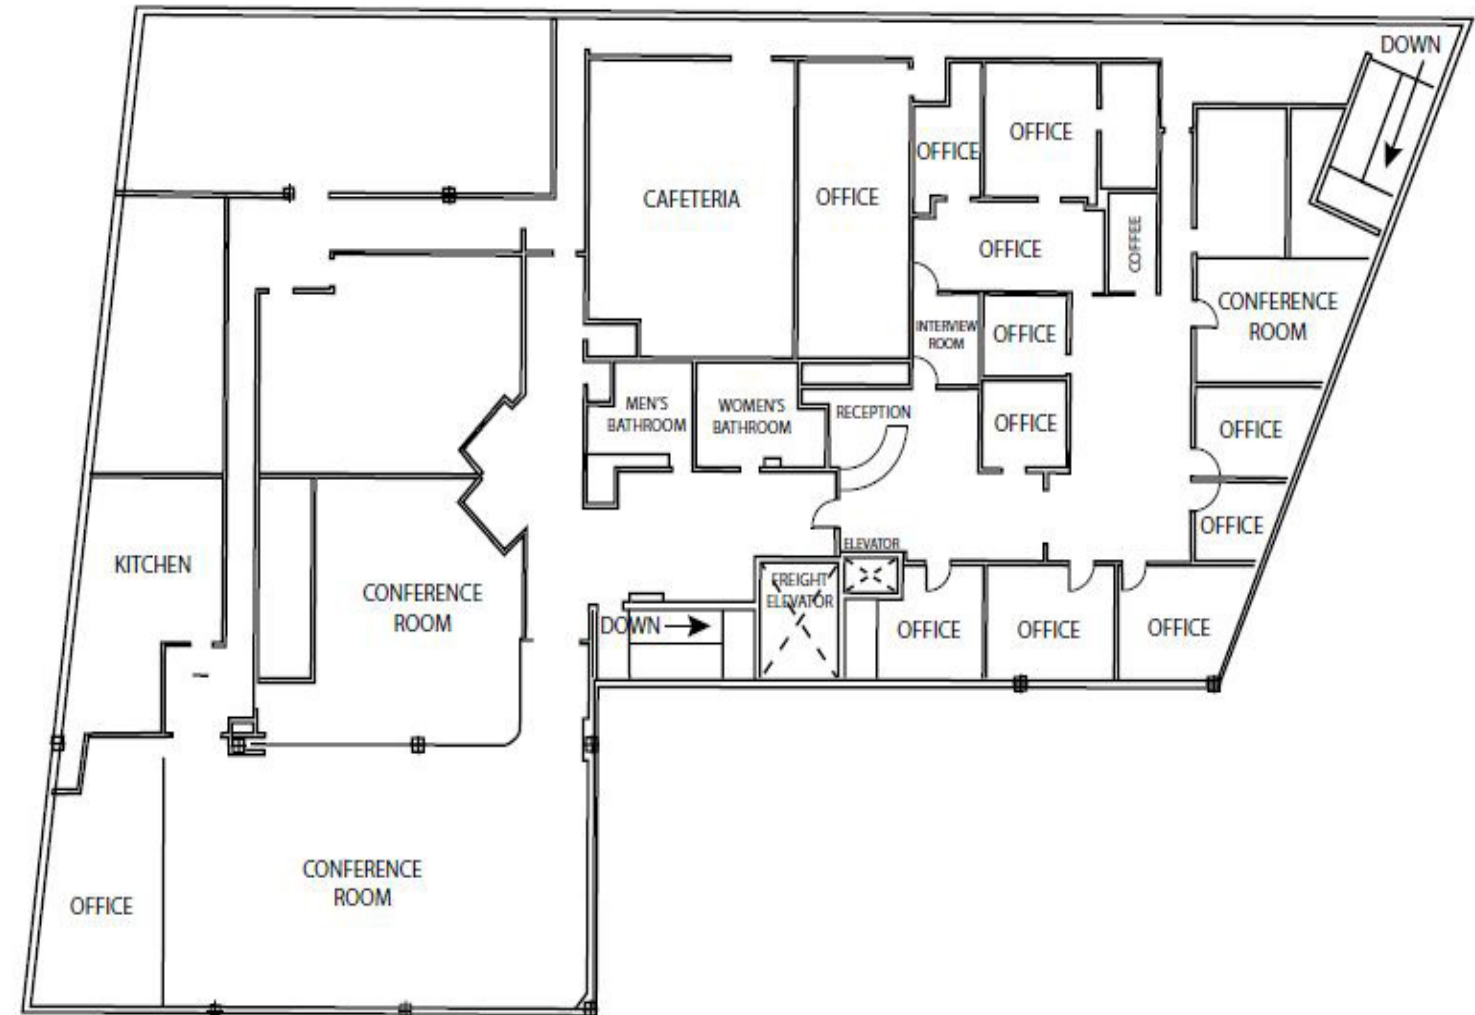 DOWN
OFFICE
OFFICE
CAFETERIA
OFFICE
OFFICE
COFFEE
CONFERENCE
ROOM
INTERVIEW
ROOM
OFFICE
MEN'S
BATHROOM
WOMEN'S
BATHROOM
RECEPTION
OFFICE
OFFICE
OFFICE
ELEVATOR
KITCHEN
CONFERENCE
ROOM
FREIGHT
ELEVATOR
DOWN
OFFICE
OFFICE
OFFICE
CONFERENCE
ROOM
OFFICE